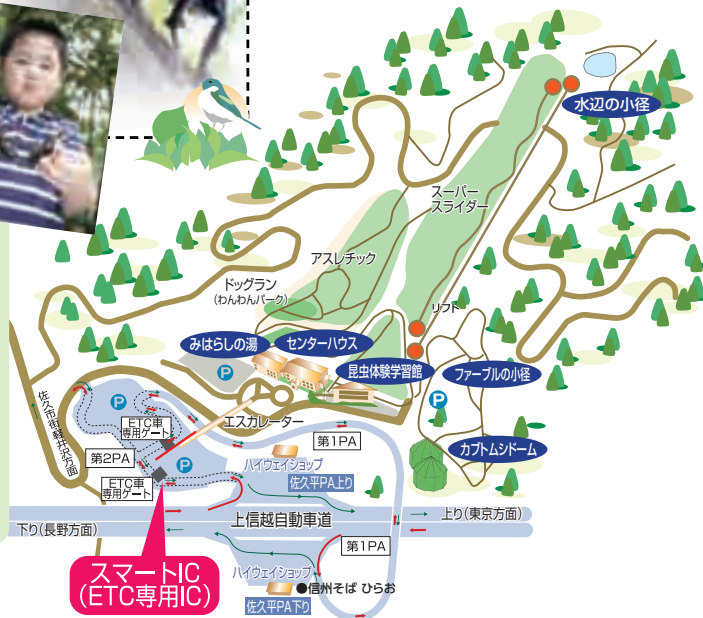 水辺の小径
スーパー
スライダー
アスレチック
ドッグラン
(わんわんパーク)
リフト
みはらしの湯
センターハウス
昆虫体験学習館
ファーブルの小径
P
P
P
P
エスカレーター
カブトムシドーム
佐久市街軽井沢方面
ETC車
専用ゲート
第2PA
ETC車
専用ゲート
第1PA
ハイウェイショップ
佐久平PA上り
上信越自動車道
上り(東京方面)
下り(長野方面)
第1PA
スマートIC
(ETC専用IC)
ハイウェイショップ
●信州そば ひらお
佐久平PA下り